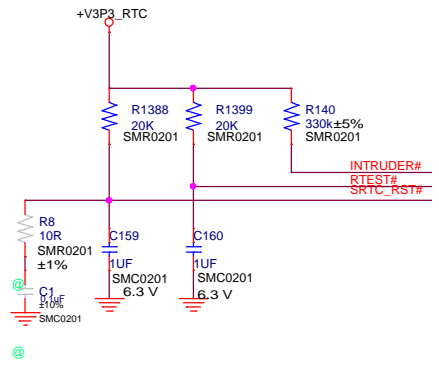 +V3P3_RTC
R1388
20K
SMR0201
R1399
20K
SMR0201
R140
330k±5%
SMR0201
INTRUDER#
RTEST#
SRTC_RST#
R8
10R
SMR0201
±1%
C159
1UF
SMC0201
6.3 V
C160
1UF
SMC0201
6.3 V
@
C1
0.1uF
±10%
SMC0201
@